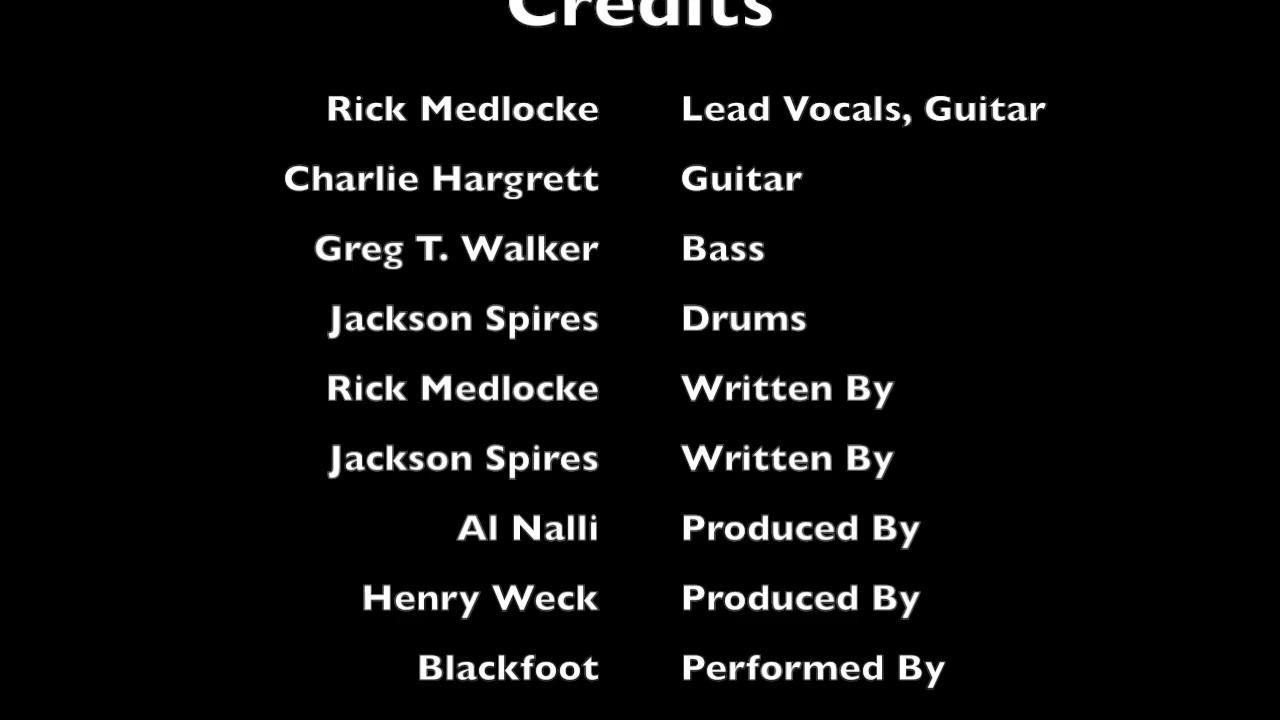 Credits
Rick Medlocke Lead Vocals, Guitar
Charlie Hargrett Guitar
Greg T. Walker Bass
Jackson Spires Drums
Rick Medlocke Written By
Jackson Spires Written By
Al Nalli Produced By
Henry Weck Produced By
Blackfoot Performed By